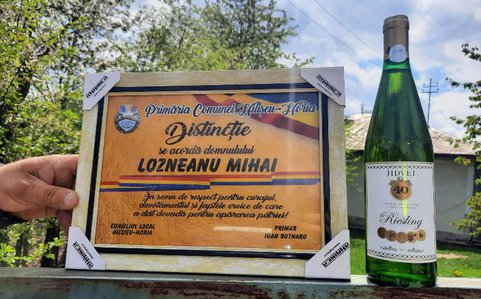 Primăria Comunei Hilișeu-Horia
Distincție
se acordă domnului
LOZNEANU MIHAI
În semn de respect pentru curajul,
devotamentul și faptele eroice de care
a dat dovadă pentru apărarea patriei!
CONSILIUL LOCAL
HILIȘEU-HORIA
PRIMAR
IOAN BUTNARU
JIDVEI
40
Riesling